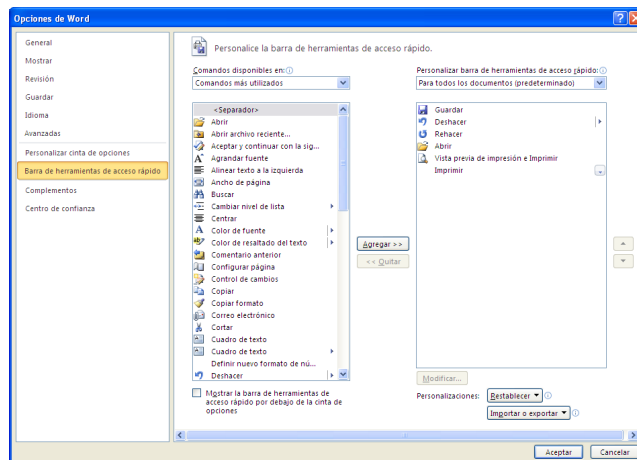 Opciones de Word
General
Mostrar
Revisión
Guardar
Idioma
Avanzadas
Personalizar cinta de opciones
Barra de herramientas de acceso rápido
Complementos
Centro de confianza
Personalice la barra de herramientas de acceso rápido.
Comandos disponibles en:
Comandos más utilizados
<Separador>
Abrir
Abrir archivo reciente...
Aceptar y continuar con la sig...
Agrandar fuente
Alinear texto a la izquierda
Ancho de página
Buscar
Cambiar nivel de lista
Centrar
Color de fuente
Color de resaltado del texto
Comentario anterior
Configurar página
Control de cambios
Copiar
Copiar formato
Correo electrónico
Cortar
Cuadro de texto
Cuadro de texto
Definir nuevo formato de nú...
Deshacer
Mostrar la barra de herramientas de
acceso rápido por debajo de la cinta de
opciones
Agregar >>
<< Quitar
Personalizar barra de herramientas de acceso rápido:
Para todos los documentos (predeterminado)
Guardar
Deshacer
Rehacer
Abrir
Vista previa de impresión e Imprimir
Imprimir
Modificar...
Personalizaciones:
Restablecer
Importar o exportar
Aceptar
Cancelar